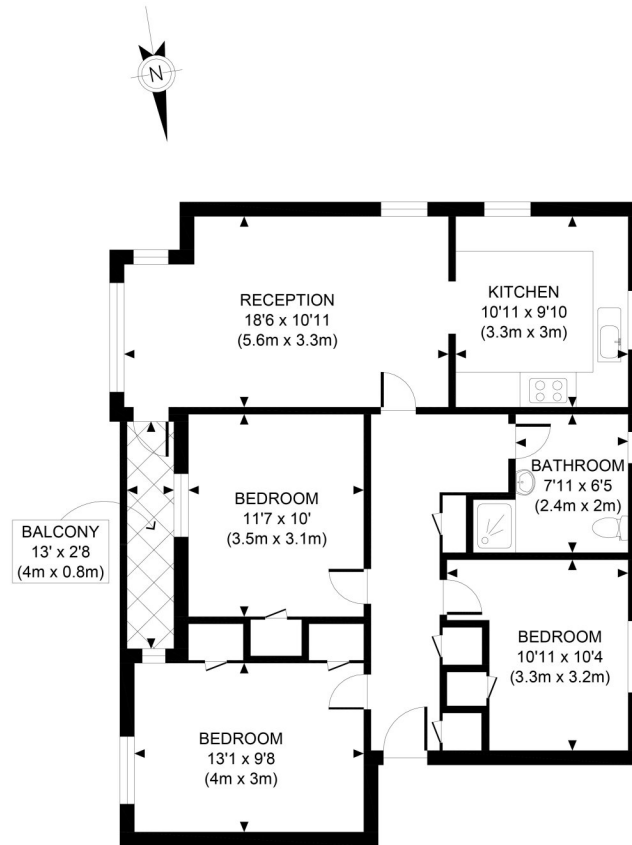 N
RECEPTION
18'6 x 10'11
(5.6m x 3.3m)
KITCHEN
10'11 x 9'10
(3.3m x 3m)
BEDROOM
11'7 x 10'
(3.5m x 3.1m)
BATHROOM
7'11 x 6'5
(2.4m x 2m)
BALCONY
13' x 2'8
(4m x 0.8m)
BEDROOM
10'11 x 10'4
(3.3m x 3.2m)
BEDROOM
13'1 x 9'8
(4m x 3m)